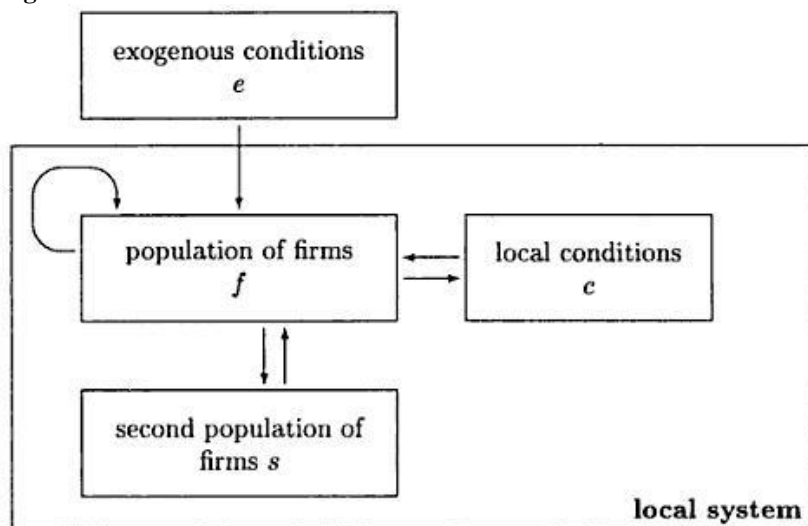 exogenous conditions
e
population of firms
f
local conditions
c
second population of
firms s
local system